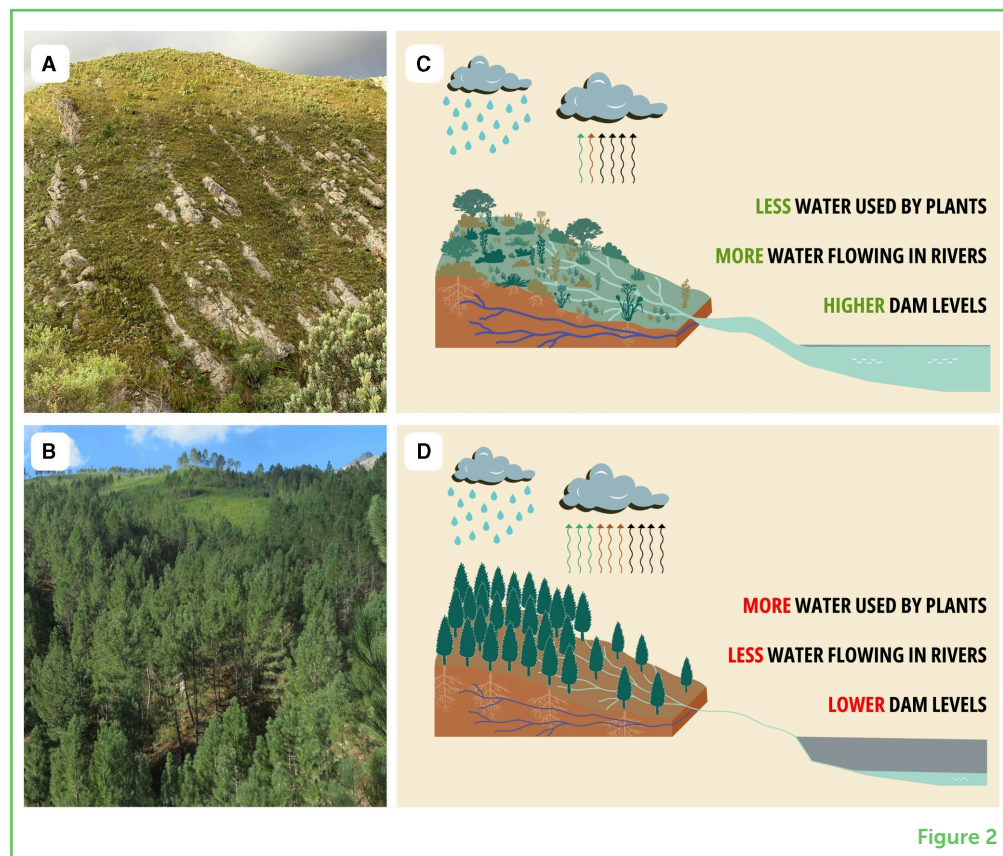 A
C
LESS WATER USED BY PLANTS
MORE WATER FLOWING IN RIVERS
HIGHER DAM LEVELS
B
D
MORE WATER USED BY PLANTS
LESS WATER FLOWING IN RIVERS
LOWER DAM LEVELS
Figure 2